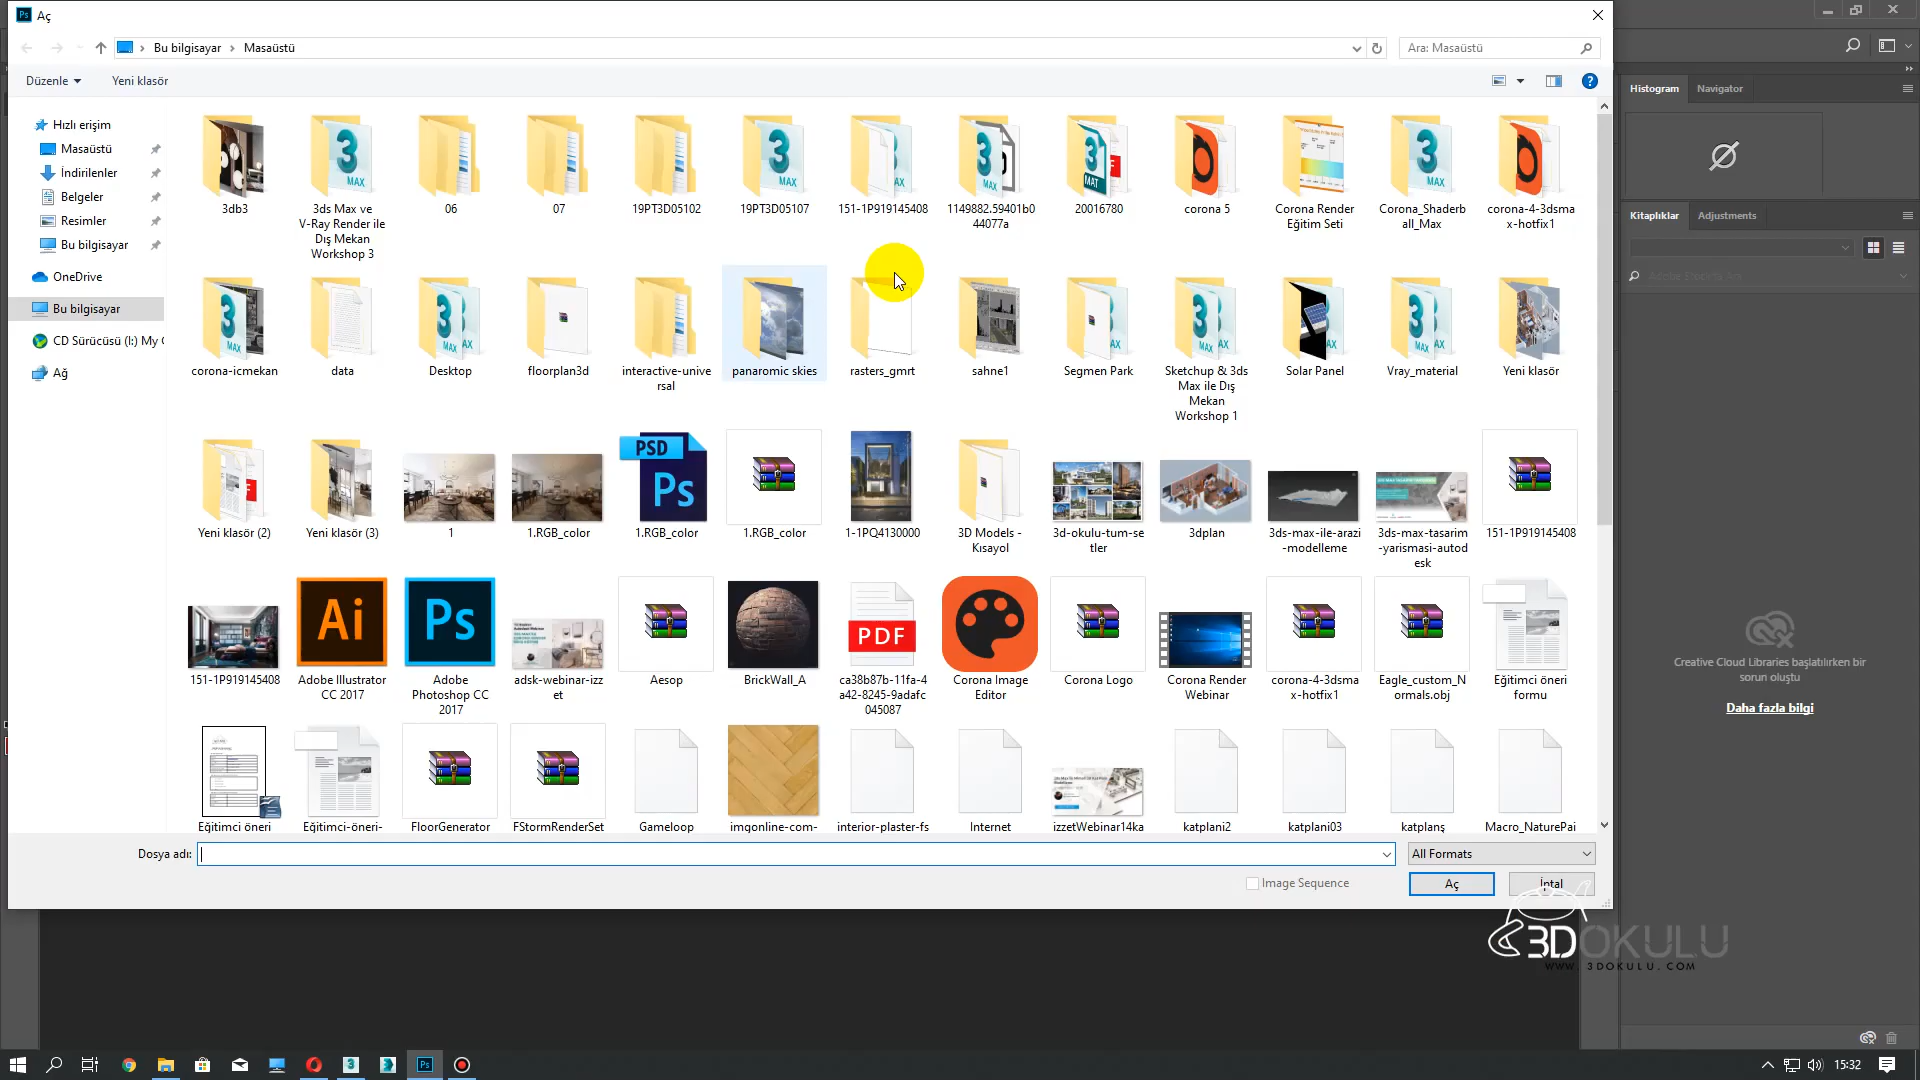 Aç
Bu bilgisayar
Masaüstü
Ara: Masaüstü
Düzenle
Yeni klasör
Hızlı erişim
Masaüstü
İndirilenler
Belgeler
Resimler
Bu bilgisayar
OneDrive
Bu bilgisayar
CD Sürücüsü (I:) My
Ağ
3db3
3ds Max ve
V-Ray Render ile
Dış Mekan
Workshop 3
06
07
19PT3D05102
19PT3D05107
151-1P919145408
1149882.59401b0
44077a
20016780
corona 5
Corona Render
Eğitim Seti
Corona_Shaderb
all_Max
corona-4-3dsma
x-hotfix1
corona-icmekan
data
Desktop
floorplan3d
interactive-unive
rsal
panaromic skies
rasters_gmrt
sahne1
Segmen Park
Sketchup & 3ds
Max ile Dış
Mekan
Workshop 1
Solar Panel
Vray_material
Yeni klasör
Yeni klasör (2)
Yeni klasör (3)
1
1.RGB_color
1.RGB_color
1.RGB_color
1-1PQ4130000
3D Models -
Kısayol
3d-okulu-tum-se
tler
3dplan
3ds-max-ile-arazi
-modelleme
3ds-max-tasarim
-yarismasi-autod
esk
151-1P919145408
151-1P919145408
Adobe Illustrator
CC 2017
Adobe
Photoshop CC
2017
adsk-webinar-izz
et
Aesop
BrickWall_A
ca38b87b-11fa-4
a42-8245-9adafc
045087
Corona Image
Editor
Corona Logo
Corona Render
Webinar
corona-4-3dsma
x-hotfix1
Eagle_custom_N
ormals.obj
Eğitimci öneri
formu
Eğitimci öneri
Eğitimci-öneri-
FloorGenerator
FStormRenderSet
Gameloop
imgonline-com-
interior-plaster-fs
Internet
izzetWebinar14ka
katplani2
katplani03
katplanş
Macro_NaturePai
Dosya adı:
All Formats
Image Sequence
Aç
İptal
Histogram
Navigator
Kitaplıklar
Adjustments
Creative Cloud Libraries başlatılırken bir
sorun oluştu
Daha fazla bilgi
3DOKULU
WWW.3DOKULU.COM
15:32